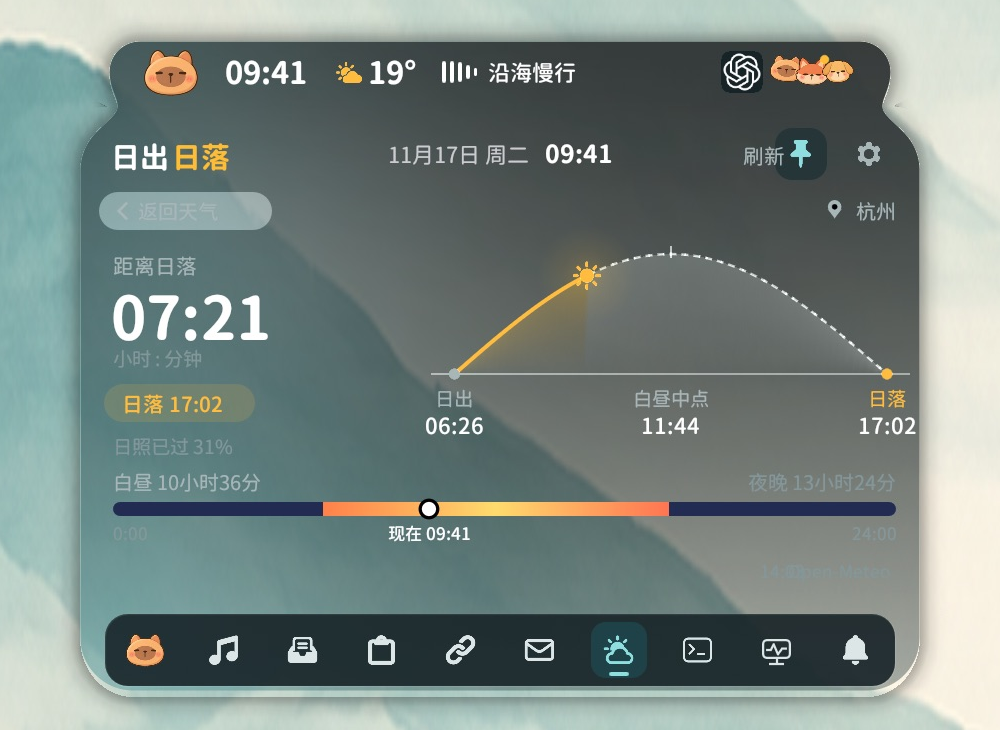 09:41 19° 沿海慢行
日出日落 11月17日 周二 09:41 刷新
返回天气 杭州
距离日落
07:21
小时 : 分钟
日落 17:02
日照已过 31%
日出 白昼中点 日落
06:26 11:44 17:02
白昼 10小时36分 夜晚 13小时24分
0:00 现在 09:41 24:00